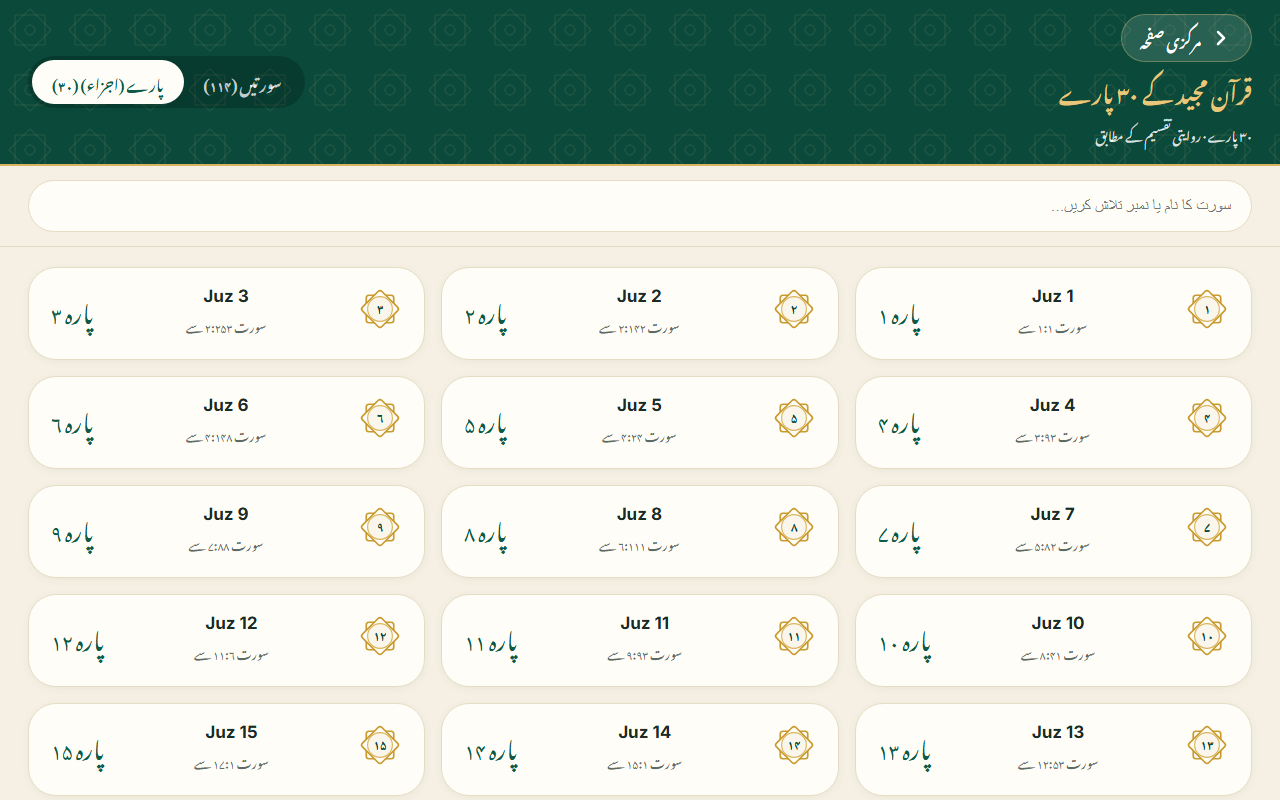 مرکزی صفحہ
قرآن مجید کے ۳۰ پارے
۳۰ پارے · روایتی تقسیم کے مطابق
سورتیں (۱۱۴)
پارے (اجزاء) (۳۰)
سورت کا نام یا نمبر تلاش کریں...
۱
Juz 1
سورت ۱:۱ سے
پارہ ۱
۲
Juz 2
سورت ۲:۱۴۲ سے
پارہ ۲
۳
Juz 3
سورت ۲:۲۵۳ سے
پارہ ۳
۴
Juz 4
سورت ۳:۹۳ سے
پارہ ۴
۵
Juz 5
سورت ۴:۲۴ سے
پارہ ۵
۶
Juz 6
سورت ۴:۱۴۸ سے
پارہ ۶
۷
Juz 7
سورت ۵:۸۲ سے
پارہ ۷
۸
Juz 8
سورت ۶:۱۱۱ سے
پارہ ۸
۹
Juz 9
سورت ۷:۸۸ سے
پارہ ۹
۱۰
Juz 10
سورت ۸:۴۱ سے
پارہ ۱۰
۱۱
Juz 11
سورت ۹:۹۳ سے
پارہ ۱۱
۱۲
Juz 12
سورت ۱۱:۶ سے
پارہ ۱۲
۱۳
Juz 13
سورت ۱۲:۵۳ سے
پارہ ۱۳
۱۴
Juz 14
سورت ۱۵:۱ سے
پارہ ۱۴
۱۵
Juz 15
سورت ۱۷:۱ سے
پارہ ۱۵